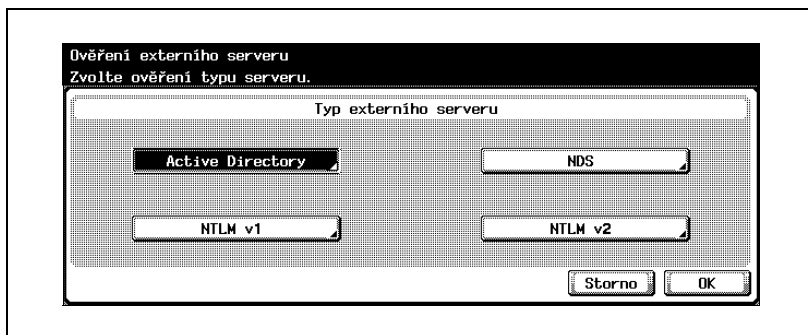 Ověření externího serveru
Zvolte ověření typu serveru.
Typ externího serveru
Active Directory
NDS
NTLM v1
NTLM v2
Storno
OK